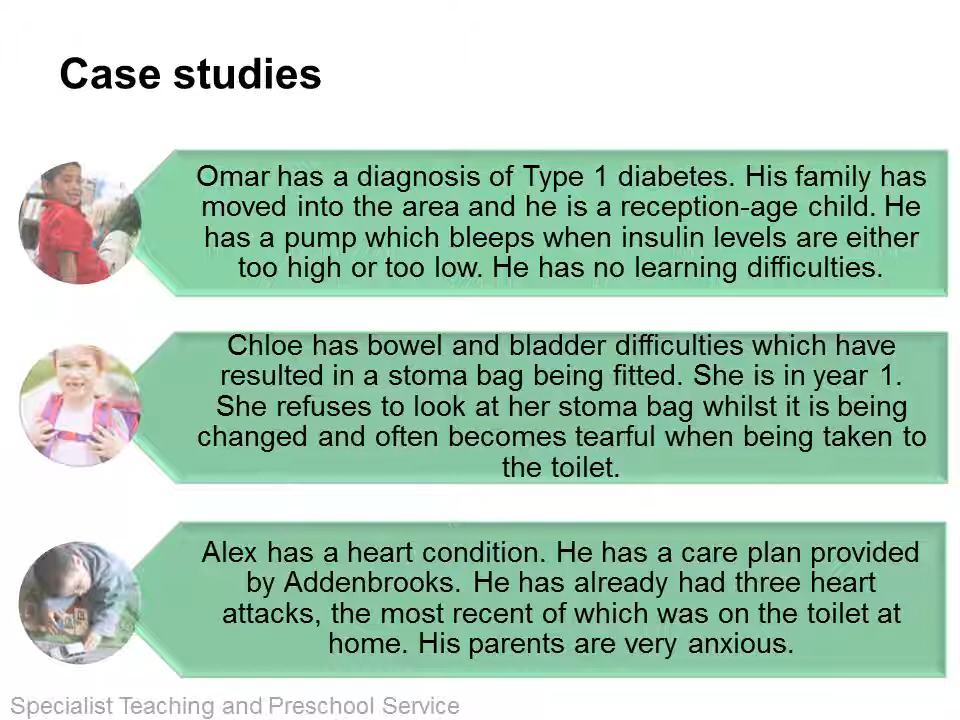 Case studies
Omar has a diagnosis of Type 1 diabetes. His family has
moved into the area and he is a reception-age child. He
has a pump which bleeps when insulin levels are either
too high or too low. He has no learning difficulties.
Chloe has bowel and bladder difficulties which have
resulted in a stoma bag being fitted. She is in year 1.
She refuses to look at her stoma bag whilst it is being
changed and often becomes tearful when being taken to
the toilet.
Alex has a heart condition. He has a care plan provided
by Addenbrooks. He has already had three heart
attacks, the most recent of which was on the toilet at
home. His parents are very anxious.
Specialist Teaching and Preschool Service